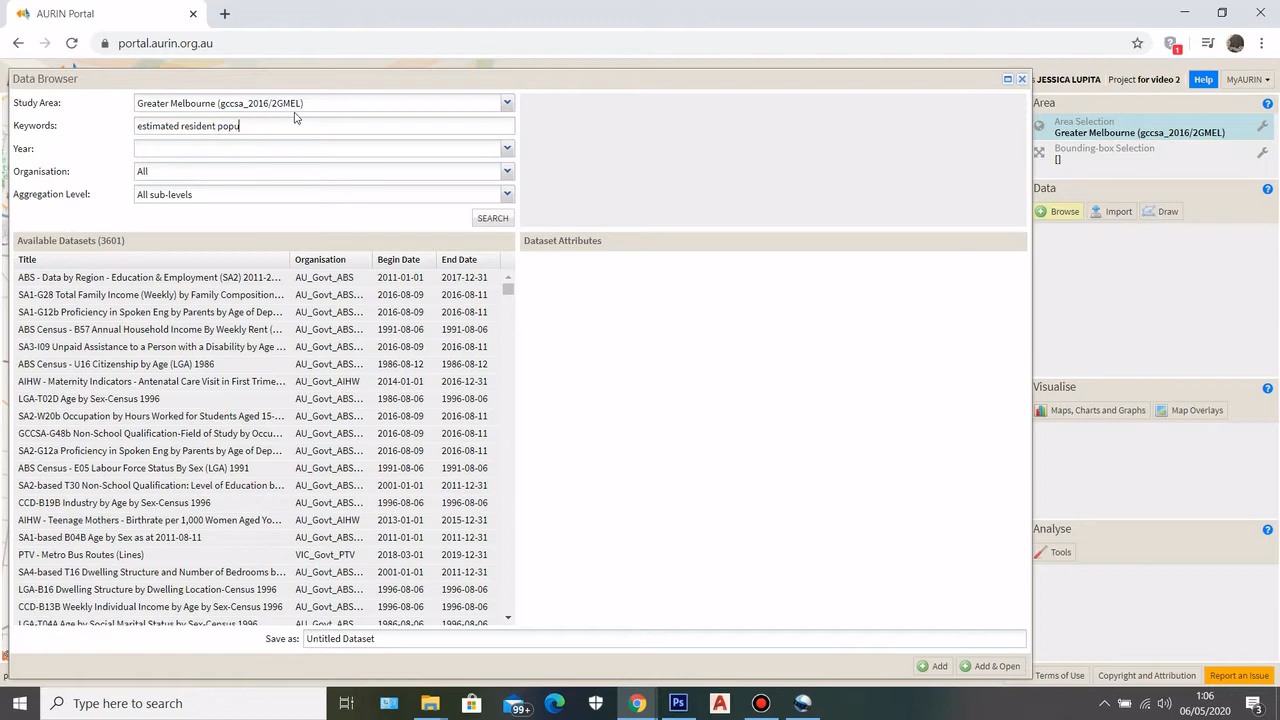 AURIN Portal
portal.aurin.org.au
1
Data Browser
s JESSICA LUPITA Project for video 2 Help MyAURIN
Study Area: Greater Melbourne (gccsa_2016/2GMEL)
Keywords: estimated resident popu
Year:
Organisation: All
Aggregation Level: All sub-levels
SEARCH
Available Datasets (3601)
Title Organisation Begin Date End Date
ABS - Data by Region - Education & Employment (SA2) 2011-2... AU_Govt_ABS 2011-01-01 2017-12-31
SA1-G28 Total Family Income (Weekly) by Family Composition... AU_Govt_ABS... 2016-08-09 2016-08-11
SA1-G12b Proficiency in Spoken Eng by Parents by Age of Dep... AU_Govt_ABS... 2016-08-09 2016-08-11
ABS Census - B57 Annual Household Income By Weekly Rent (... AU_Govt_ABS... 1991-08-06 1991-08-06
SA3-I09 Unpaid Assistance to a Person with a Disability by Age ... AU_Govt_ABS... 2016-08-09 2016-08-11
ABS Census - U16 Citizenship by Age (LGA) 1986 AU_Govt_ABS... 1986-08-12 1986-08-12
AIHW - Maternity Indicators - Antenatal Care Visit in First Trime... AU_Govt_AIHW 2014-01-01 2016-12-31
LGA-T02D Age by Sex-Census 1996 AU_Govt_ABS... 1986-08-06 1996-08-06
SA2-W20b Occupation by Hours Worked for Students Aged 15-... AU_Govt_ABS... 2016-08-09 2016-08-11
GCCSA-G48b Non-School Qualification-Field of Study by Occu... AU_Govt_ABS... 2016-08-09 2016-08-11
SA2-G12a Proficiency in Spoken Eng by Parents by Age of Dep... AU_Govt_ABS... 2016-08-09 2016-08-11
ABS Census - E05 Labour Force Status By Sex (LGA) 1991 AU_Govt_ABS... 1991-08-06 1991-08-06
SA2-based T30 Non-School Qualification: Level of Education b... AU_Govt_ABS... 2001-01-01 2011-12-31
CCD-B19B Industry by Age by Sex-Census 1996 AU_Govt_ABS... 1996-08-06 1996-08-06
AIHW - Teenage Mothers - Birthrate per 1,000 Women Aged Yo... AU_Govt_AIHW 2013-01-01 2015-12-31
SA1-based B04B Age by Sex as at 2011-08-11 AU_Govt_ABS... 2011-01-01 2011-12-31
PTV - Metro Bus Routes (Lines) VIC_Govt_PTV 2018-03-01 2019-12-31
SA4-based T16 Dwelling Structure and Number of Bedrooms b... AU_Govt_ABS... 2001-01-01 2011-12-31
LGA-B16 Dwelling Structure by Dwelling Location-Census 1996 AU_Govt_ABS... 1996-08-06 1996-08-06
CCD-B13B Weekly Individual Income by Age by Sex-Census 1996 AU_Govt_ABS... 1996-08-06 1996-08-06
LGA-T04A Age by Social Marital Status by Sex-Census 1996 AU_Govt_ABS... 1986-08-06 1996-08-06
Dataset Attributes
Save as: Untitled Dataset
Add Add & Open
Area
Area Selection
Greater Melbourne (gccsa_2016/2GMEL)
Bounding-box Selection
[]
Data
Browse Import Draw
Visualise
Maps, Charts and Graphs Map Overlays
Analyse
Tools
Terms of Use Copyright and Attribution Report an Issue
Type here to search
99+
1:06
06/05/2020
3